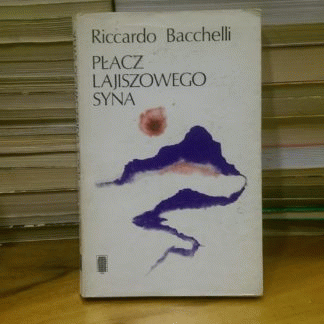 Riccardo Bacchelli
PŁACZ
LAJISZOWEGO
SYNA